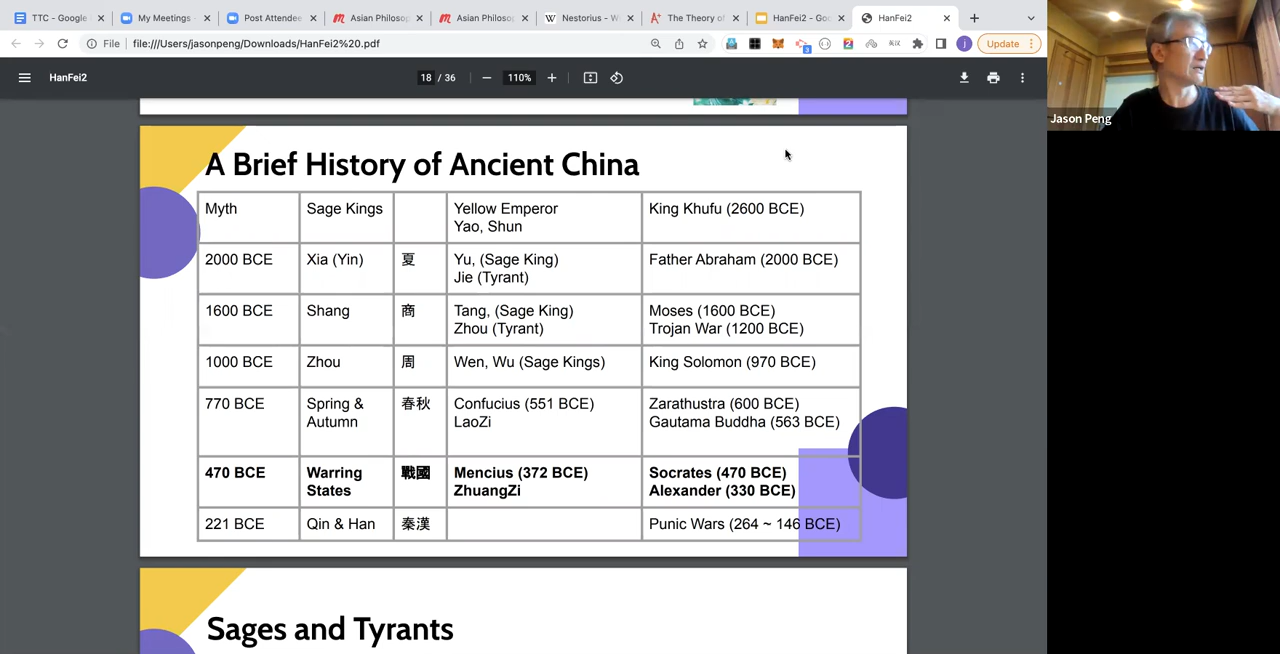 TTC - Google
My Meetings -
Post Attende
Asian Philosop
Asian Philosop
Nestorius - W
The Theory of
HanFei2 - Goo
HanFei2
File
file:///Users/jasonpeng/Downloads/HanFei2%20.pdf
Update
HanFei2
18 / 36
110%
Jason Peng
A Brief History of Ancient China
Myth Sage Kings Yellow Emperor King Khufu (2600 BCE)
Yao, Shun
2000 BCE Xia (Yin) 夏 Yu, (Sage King) Father Abraham (2000 BCE)
Jie (Tyrant)
1600 BCE Shang 商 Tang, (Sage King) Moses (1600 BCE)
Zhou (Tyrant) Trojan War (1200 BCE)
1000 BCE Zhou 周 Wen, Wu (Sage Kings) King Solomon (970 BCE)
770 BCE Spring & 春秋 Confucius (551 BCE) Zarathustra (600 BCE)
Autumn LaoZi Gautama Buddha (563 BCE)
470 BCE Warring 戰國 Mencius (372 BCE) Socrates (470 BCE)
States ZhuangZi Alexander (330 BCE)
221 BCE Qin & Han 秦漢 Punic Wars (264 ~ 146 BCE)
Sages and Tyrants